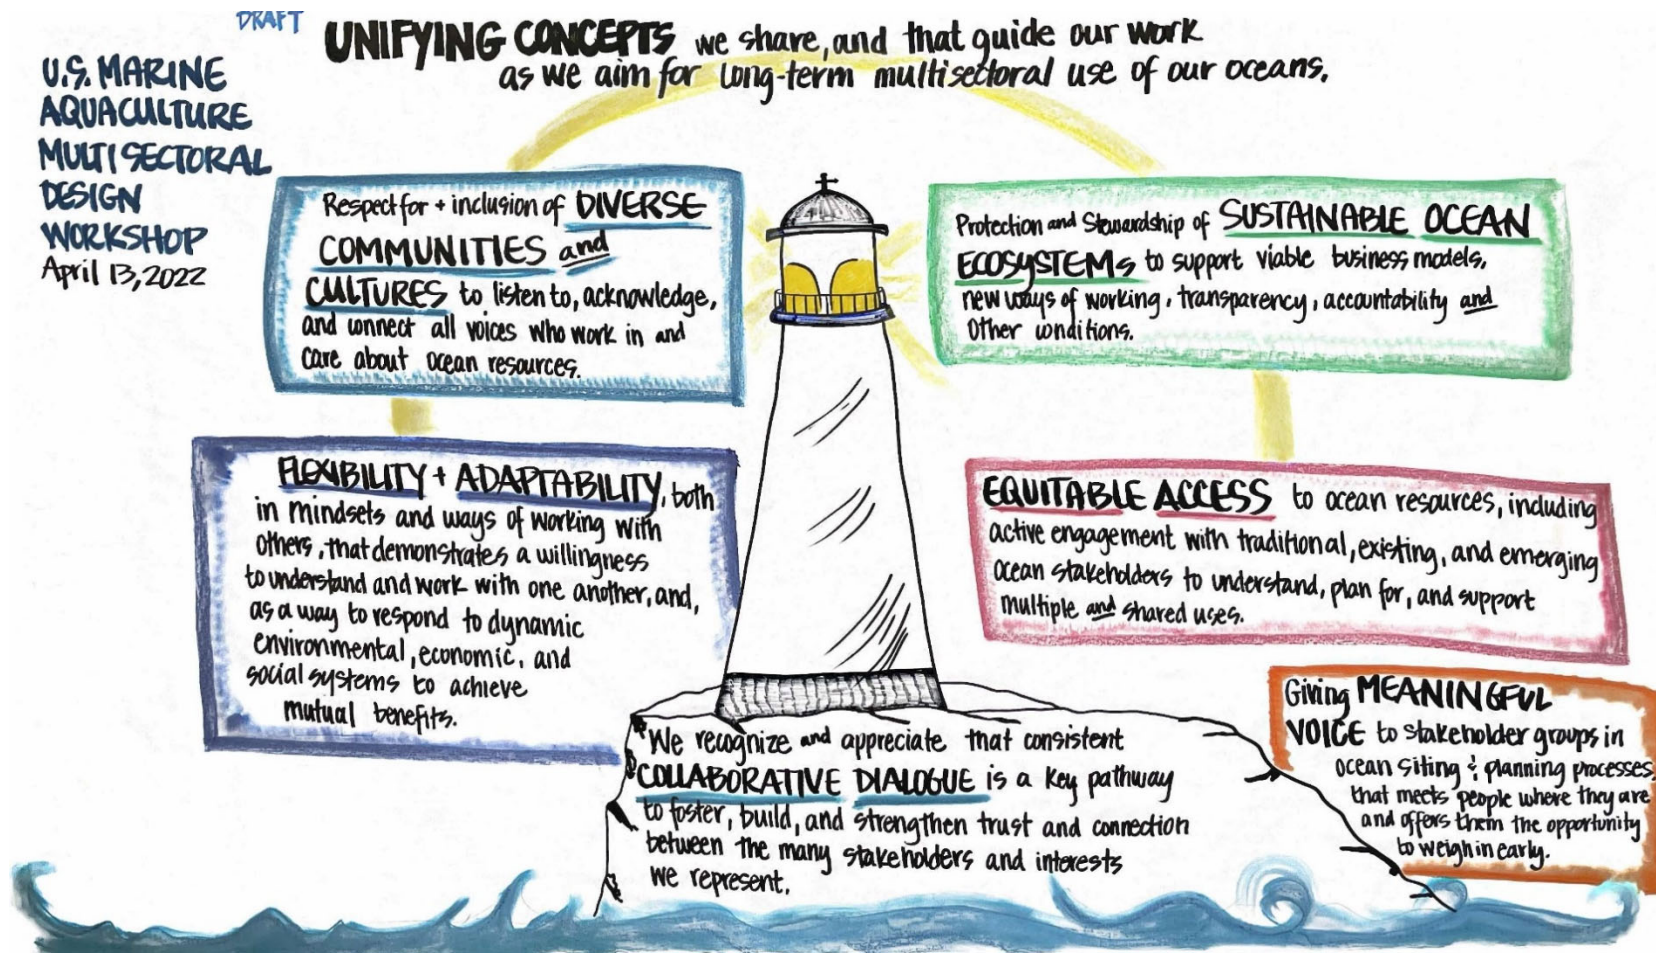 DRAFT
UNIFYING CONCEPTS we share, and that guide our work
as we aim for long-term multisectoral use of our oceans.
U.S. MARINE
AQUACULTURE
MULTISECTORAL
DESIGN
WORKSHOP
April 13, 2022
Respect for + inclusion of DIVERSE
COMMUNITIES and
CULTURES to listen to, acknowledge,
and connect all voices who work in and
care about ocean resources.
Protection and Stewardship of SUSTAINABLE OCEAN
ECOSYSTEMS to support viable business models,
new ways of working, transparency, accountability and
other conditions.
FLEXIBILITY + ADAPTABILITY, both
in mindsets and ways of working with
others, that demonstrates a willingness
to understand and work with one another, and,
as a way to respond to dynamic
environmental, economic, and
social systems to achieve
mutual benefits.
EQUITABLE ACCESS to ocean resources, including
active engagement with traditional, existing, and emerging
ocean stakeholders to understand, plan for, and support
multiple and shared uses.
Giving MEANINGFUL
VOICE to stakeholder groups in
ocean siting & planning processes
that meets people where they are
and offers them the opportunity
to weigh in early.
We recognize and appreciate that consistent
COLLABORATIVE DIALOGUE is a key pathway
to foster, build, and strengthen trust and connection
between the many stakeholders and interests
we represent.